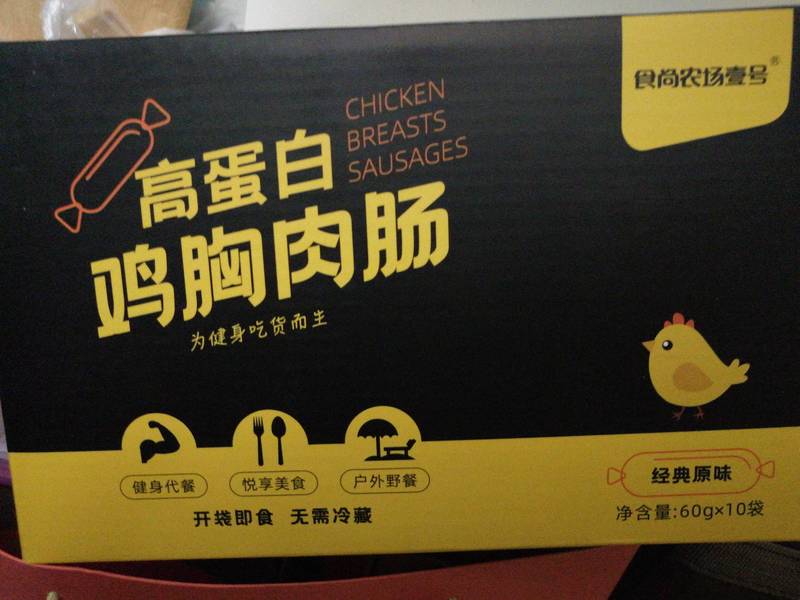 食尚农场壹号®
高蛋白
CHICKEN
BREASTS
SAUSAGES
鸡胸肉肠
为健身吃货而生
健身代餐
悦享美食
户外野餐
开袋即食 无需冷藏
经典原味
净含量:60g×10袋